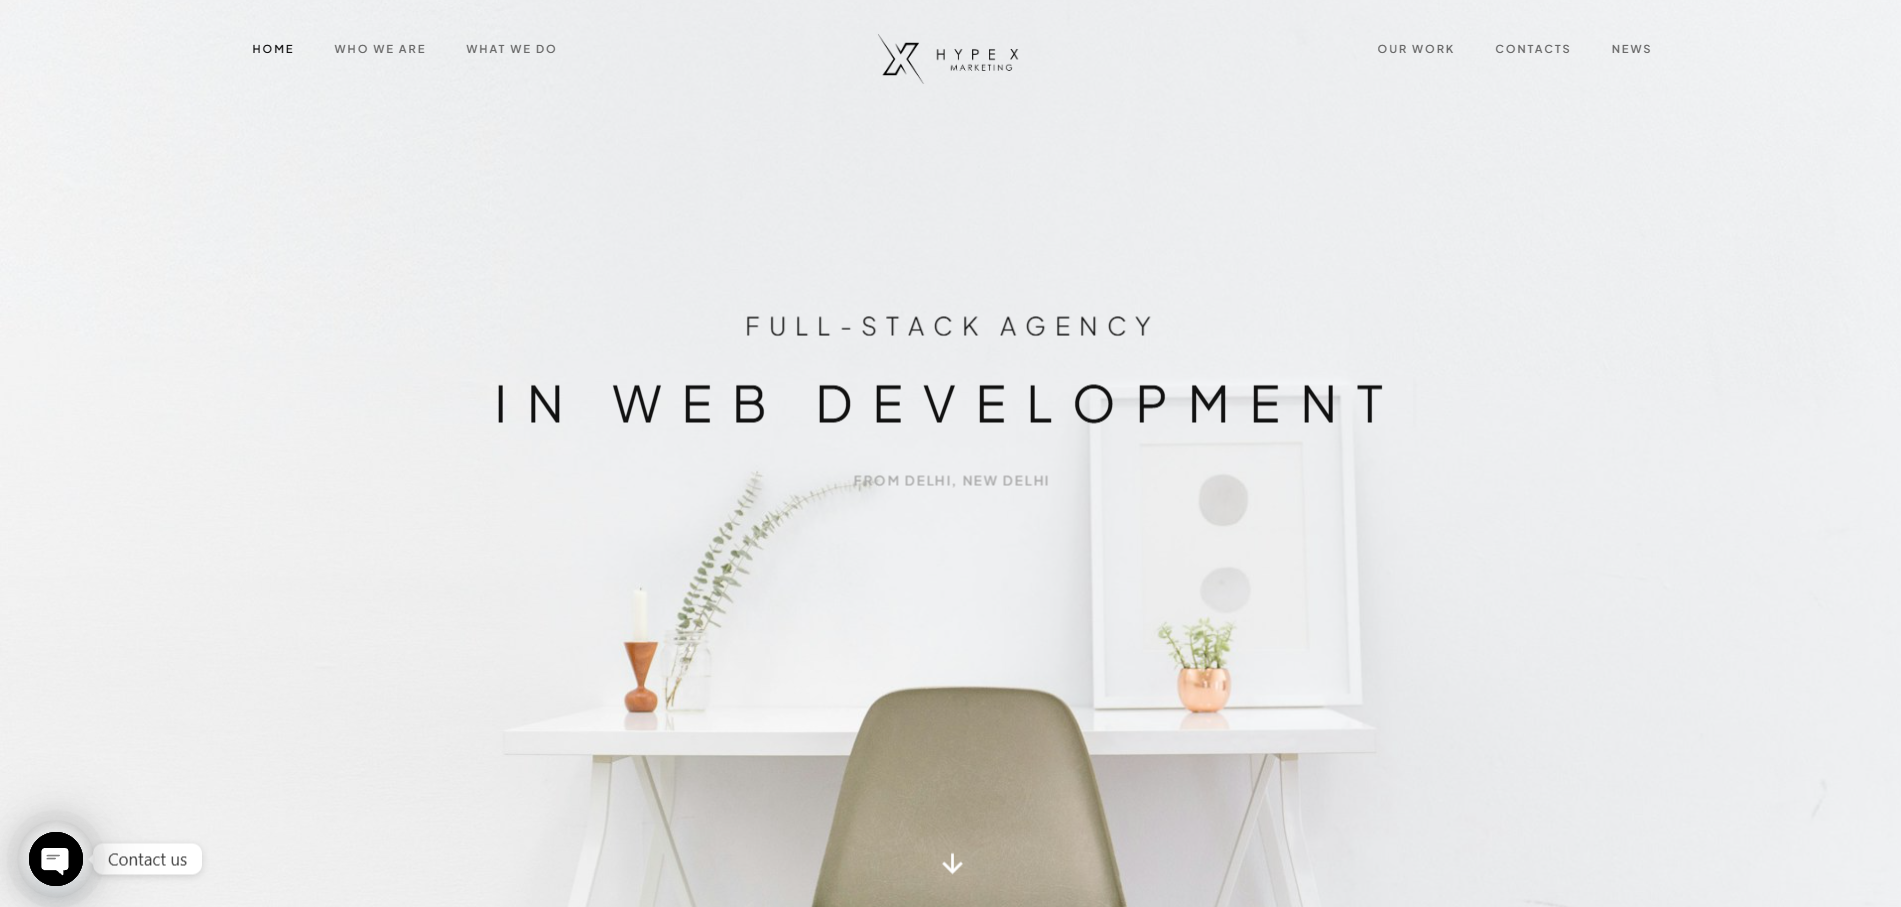 HOME
WHO WE ARE
WHAT WE DO
HYPE X
MARKETING
OUR WORK
CONTACTS
NEWS
FULL-STACK AGENCY
IN WEB DEVELOPMENT
FROM DELHI, NEW DELHI
Contact us